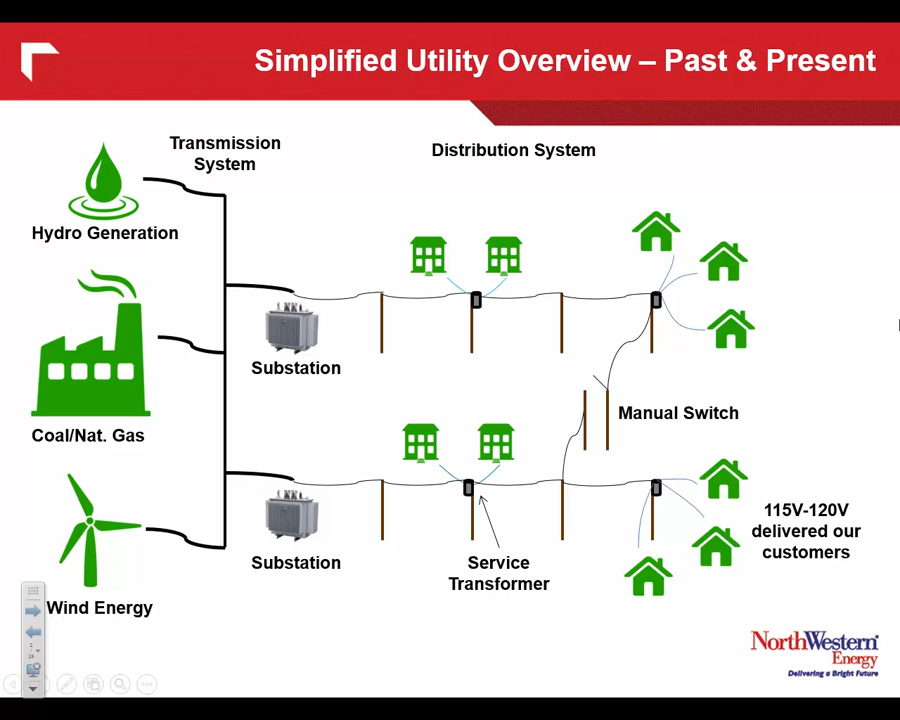 Simplified Utility Overview – Past & Present
Transmission
System
Distribution System
Hydro Generation
Substation
Manual Switch
Coal/Nat. Gas
115V-120V
delivered our
customers
Substation
Service
Transformer
Wind Energy
NorthWestern
Energy
Delivering a Bright Future